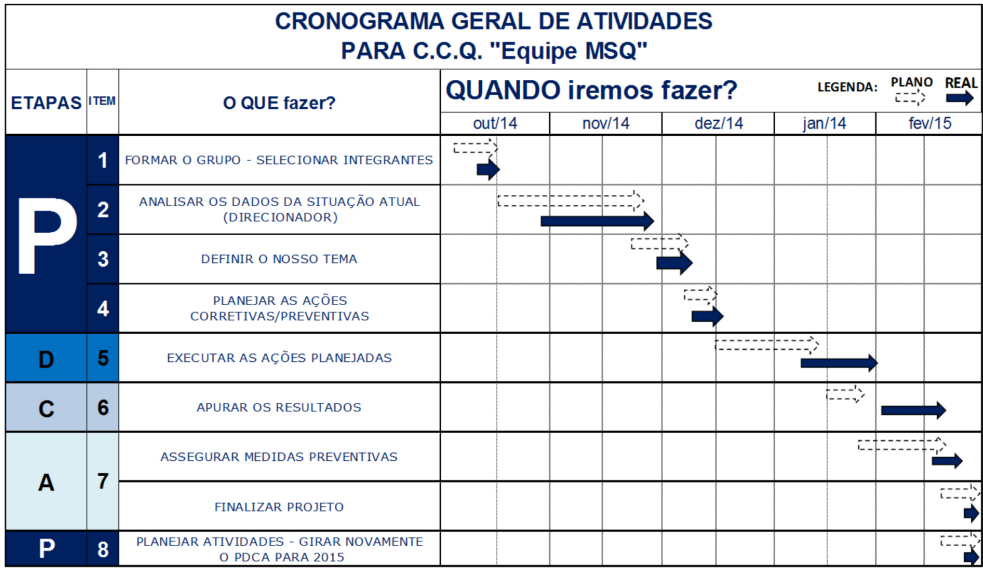 CRONOGRAMA GERAL DE ATIVIDADES
PARA C.C.Q. "Equipe MSQ"
ETAPAS
ITEM
O QUE fazer?
QUANDO iremos fazer?
LEGENDA:
PLANO
REAL
out/14
nov/14
dez/14
jan/14
fev/15
P
1
FORMAR O GRUPO - SELECIONAR INTEGRANTES
2
ANALISAR OS DADOS DA SITUAÇÃO ATUAL
(DIRECIONADOR)
3
DEFINIR O NOSSO TEMA
4
PLANEJAR AS AÇÕES
CORRETIVAS/PREVENTIVAS
D
5
EXECUTAR AS AÇÕES PLANEJADAS
C
6
APURAR OS RESULTADOS
A
7
ASSEGURAR MEDIDAS PREVENTIVAS
FINALIZAR PROJETO
P
8
PLANEJAR ATIVIDADES - GIRAR NOVAMENTE
O PDCA PARA 2015